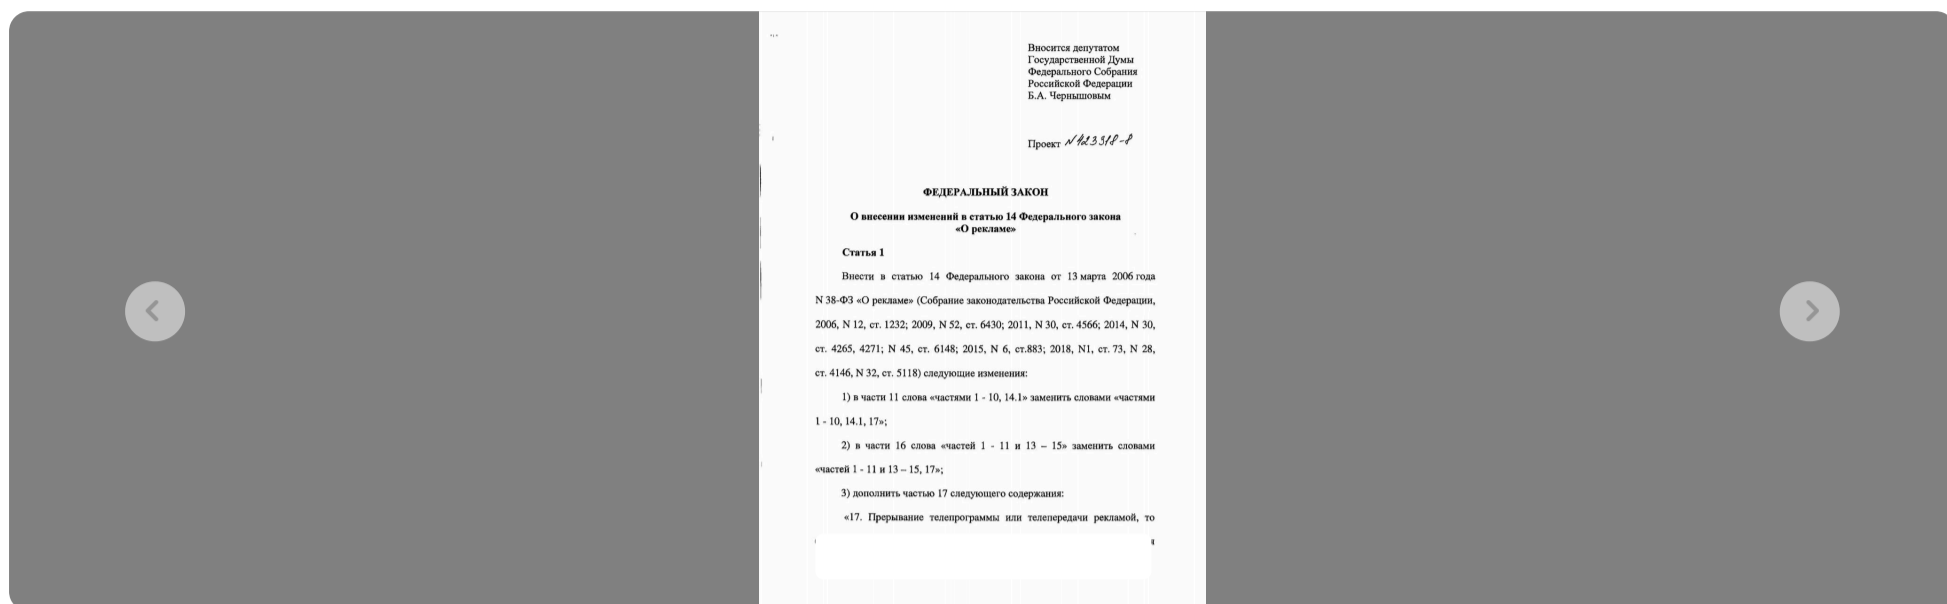 Вносится депутатом
Государственной Думы
Федерального Собрания
Российской Федерации
Б.А. Чернышовым
Проект N 423318-8
ФЕДЕРАЛЬНЫЙ ЗАКОН
О внесении изменений в статью 14 Федерального закона
«О рекламе»
Статья 1
Внести в статью 14 Федерального закона от 13 марта 2006 года
N 38-ФЗ «О рекламе» (Собрание законодательства Российской Федерации,
2006, N 12, ст. 1232; 2009, N 52, ст. 6430; 2011, N 30, ст. 4566; 2014, N 30,
ст. 4265, 4271; N 45, ст. 6148; 2015, N 6, ст.883; 2018, N1, ст. 73, N 28,
ст. 4146, N 32, ст. 5118) следующие изменения:
1) в части 11 слова «частями 1 - 10, 14.1» заменить словами «частями
1 - 10, 14.1, 17»;
2) в части 16 слова «частей 1 - 11 и 13 – 15» заменить словами
«частей 1 - 11 и 13 – 15, 17»;
3) дополнить частью 17 следующего содержания:
«17. Прерывание телепрограммы или телепередачи рекламой, то